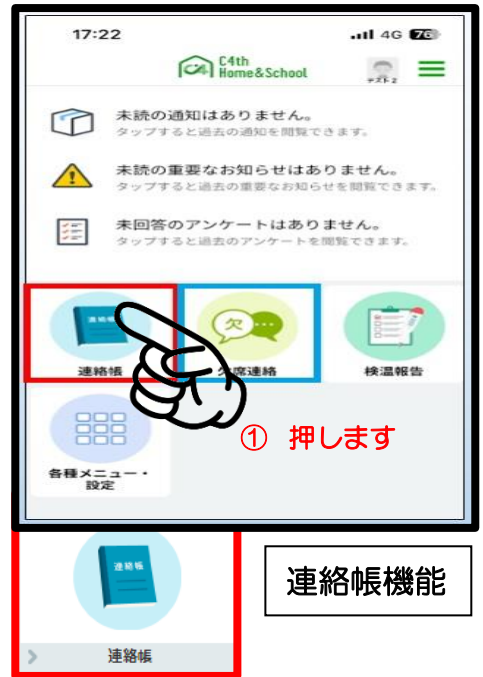 17:22
4G 76
C4th
Home&School
テスト2
未読の通知はありません。
タップすると過去の通知を閲覧できます。
未読の重要なお知らせはありません。
タップすると過去の重要なお知らせを閲覧できます。
未回答のアンケートはありません。
タップすると過去のアンケートを閲覧できます。
連絡帳
欠
連絡帳
欠席連絡
検温報告
① 押します
各種メニュー・
設定
連絡帳
連絡帳機能
連絡帳